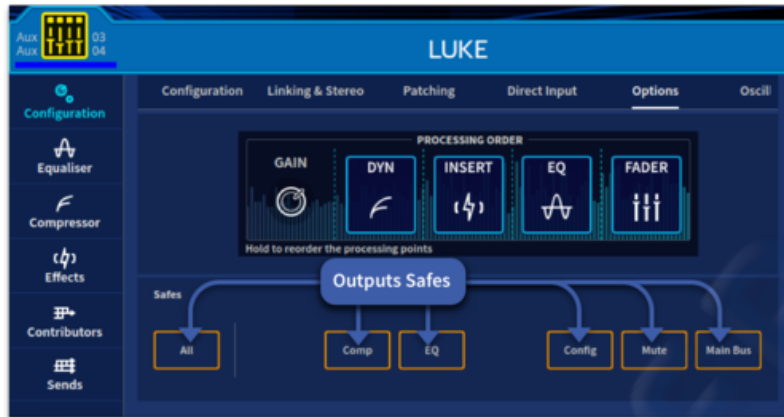 Aux 03
Aux 04
LUKE
Configuration
Equaliser
Compressor
Effects
Contributors
Sends
Configuration Linking & Stereo Patching Direct Input Options Oscill
PROCESSING ORDER
GAIN DYN INSERT EQ FADER
Hold to reorder the processing points
Outputs Safes
Safes
All Comp EQ Config Mute Main Bus